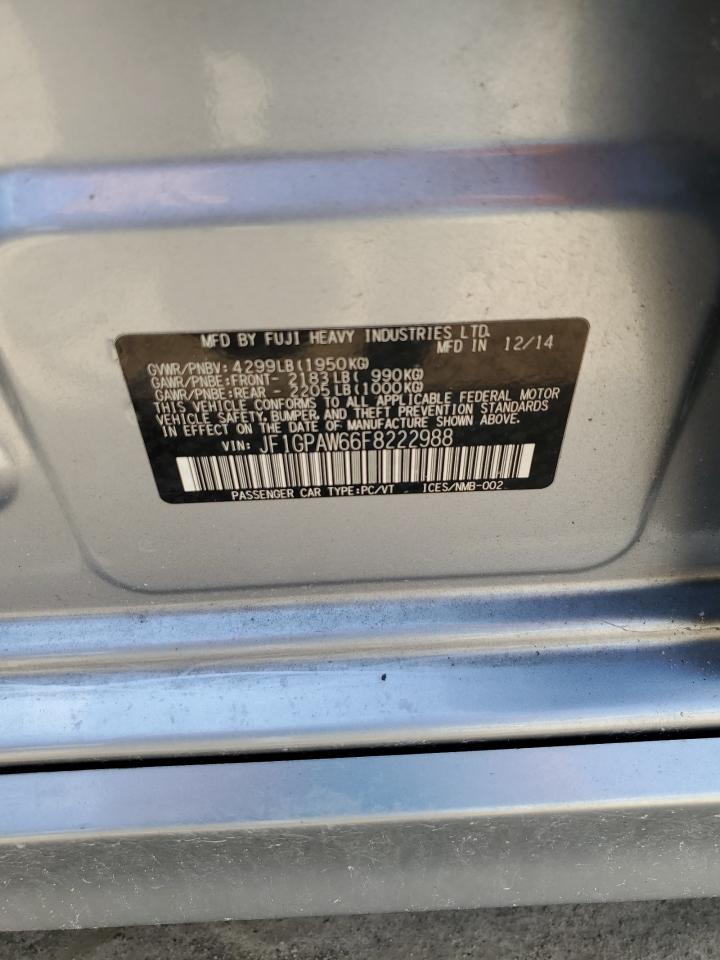 MFD BY FUJI HEAVY INDUSTRIES LTD.
MFD IN 12/14
GVWR/PNBV: 4299LB(1950KG)
GAWR/PNBE:FRONT- 2183LB( 990KG)
GAWR/PNBE:REAR - 2205LB(1000KG)
THIS VEHICLE CONFORMS TO ALL APPLICABLE FEDERAL MOTOR
VEHICLE SAFETY, BUMPER, AND THEFT PREVENTION STANDARDS
IN EFFECT ON THE DATE OF MANUFACTURE SHOWN ABOVE.
VIN: JF1GPAW66F8222988
PASSENGER CAR TYPE:PC/VT ICES/NMB-002